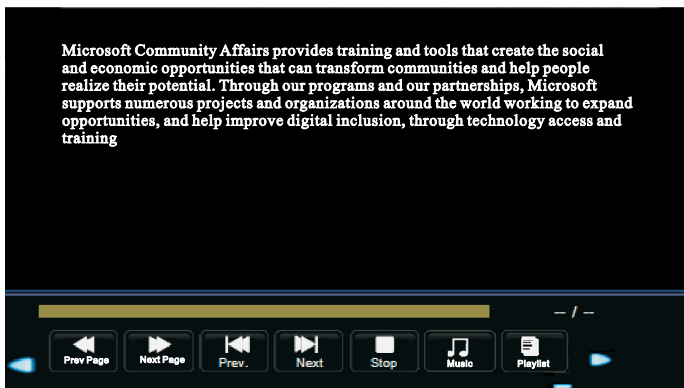 Microsoft Community Affairs provides training and tools that create the social
and economic opportunities that can transform communities and help people
realize their potential. Through our programs and our partnerships, Microsoft
supports numerous projects and organizations around the world working to expand
opportunities, and help improve digital inclusion, through technology access and
training
-- / --
Prev Page Next Page Prev. Next Stop Music Playlist